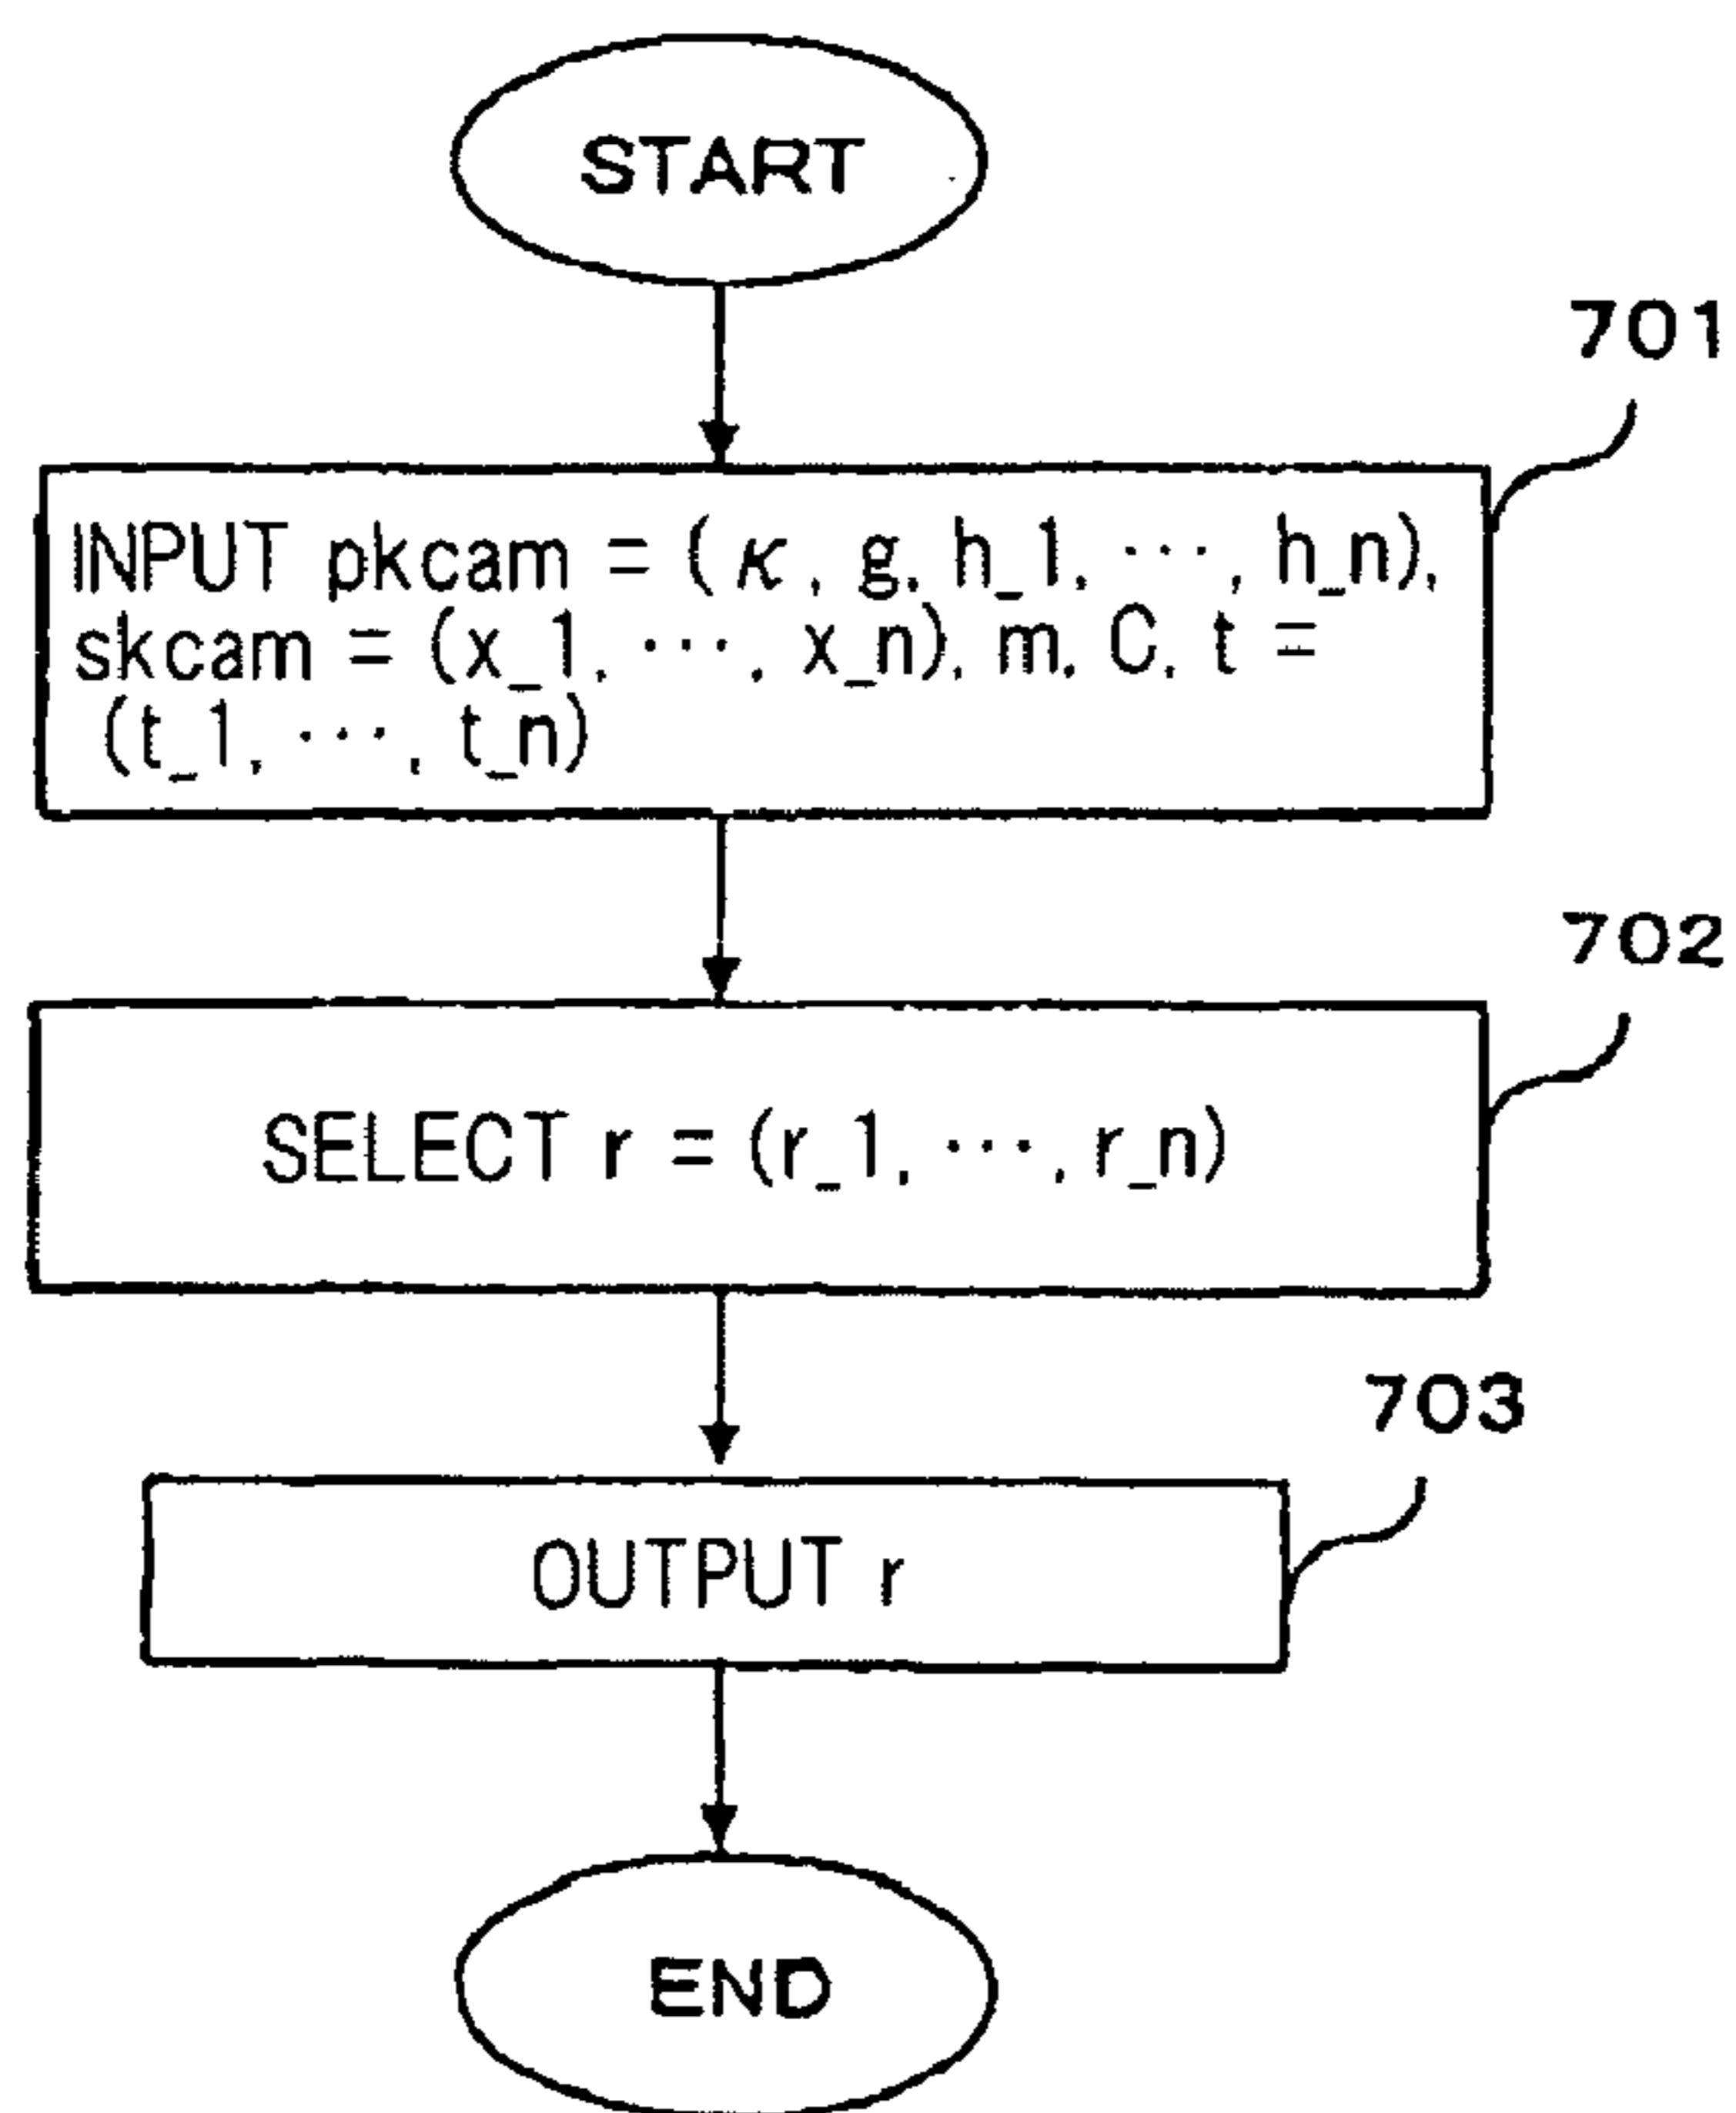 START
701
INPUT pkcam = (κ, g, h_1, ···, h_n),
skcam = (x_1, ···, x_n), m, C, t =
(t_1, ···, t_n)
702
SELECT r = (r_1, ···, r_n)
703
OUTPUT r
END